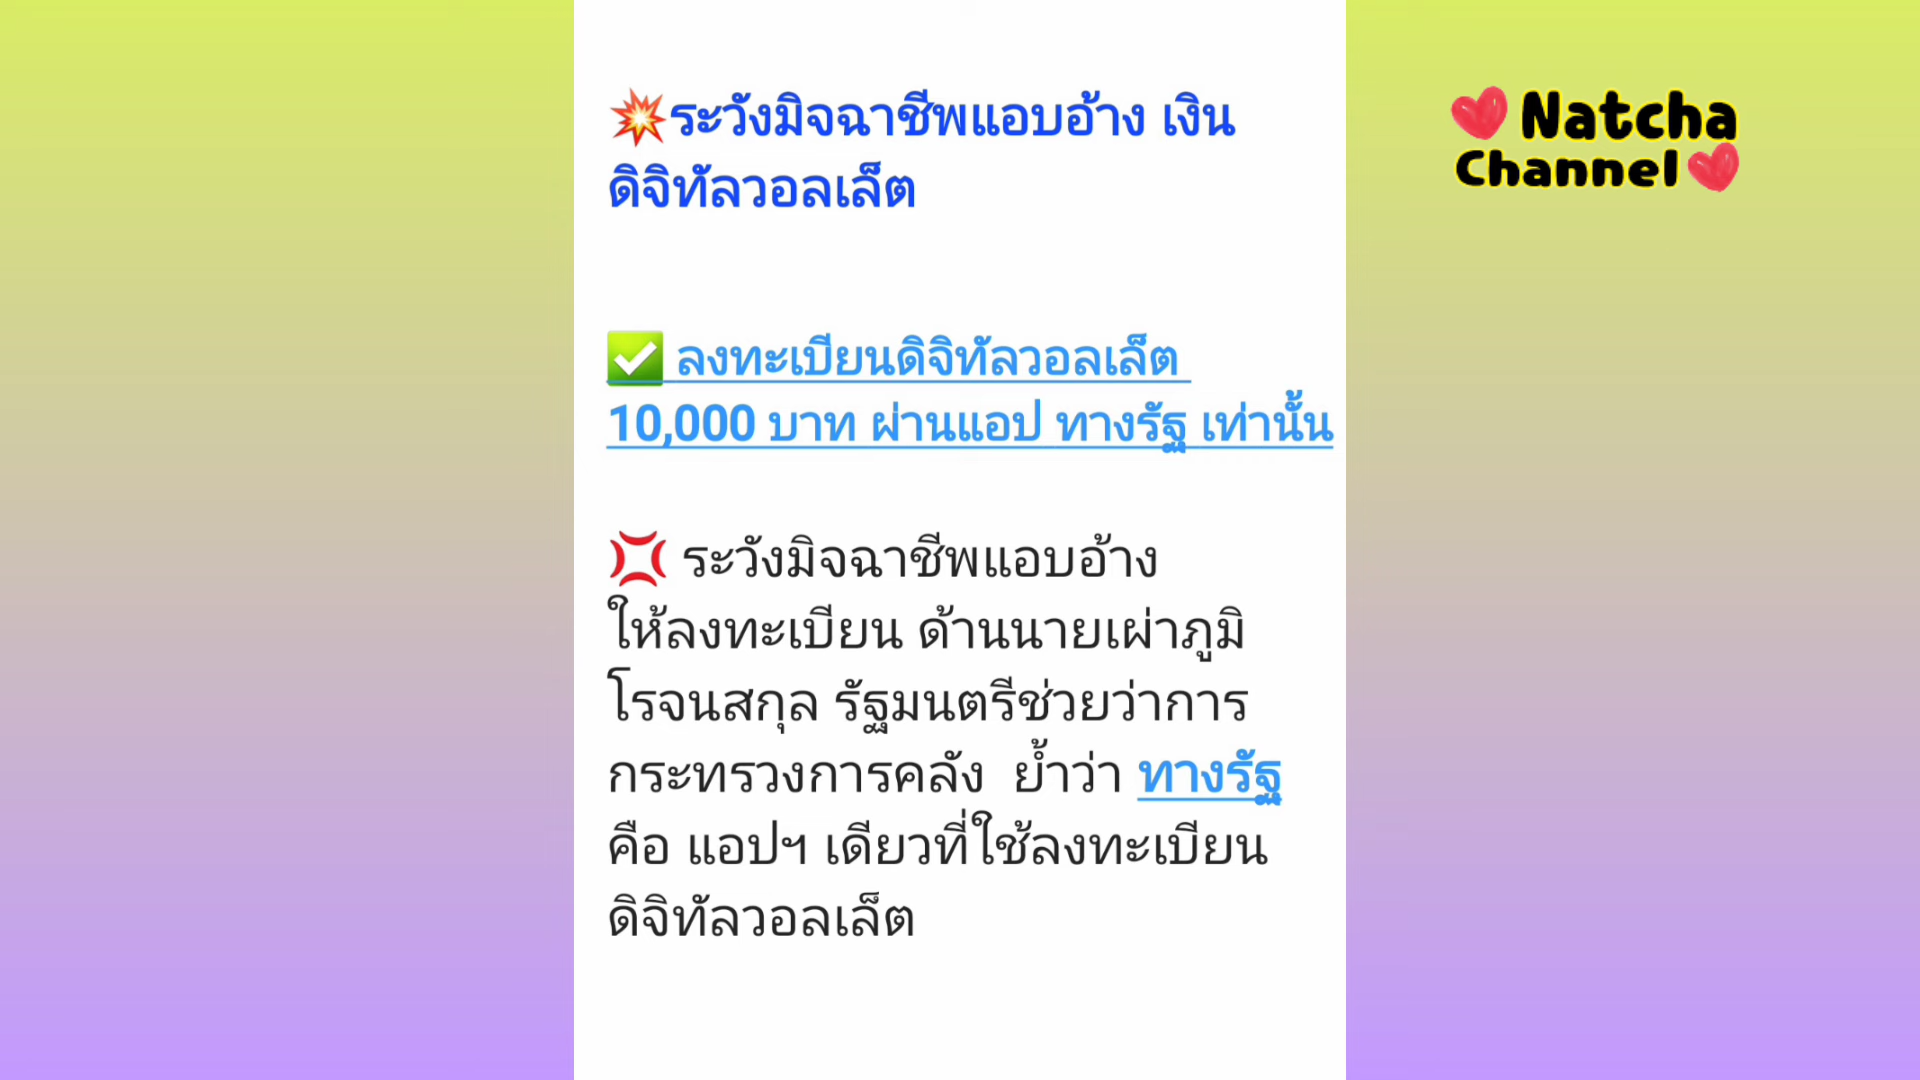 💥ระวังมิจฉาชีพแอบอ้าง เงิน
ดิจิทัลวอลเล็ต
✅ ลงทะเบียนดิจิทัลวอลเล็ต
10,000 บาท ผ่านแอป ทางรัฐ เท่านั้น
💢 ระวังมิจฉาชีพแอบอ้าง
ให้ลงทะเบียน ด้านนายเผ่าภูมิ
โรจนสกุล รัฐมนตรีช่วยว่าการ
กระทรวงการคลัง ย้ำว่า ทางรัฐ
คือ แอปฯ เดียวที่ใช้ลงทะเบียน
ดิจิทัลวอลเล็ต
Natcha
Channel